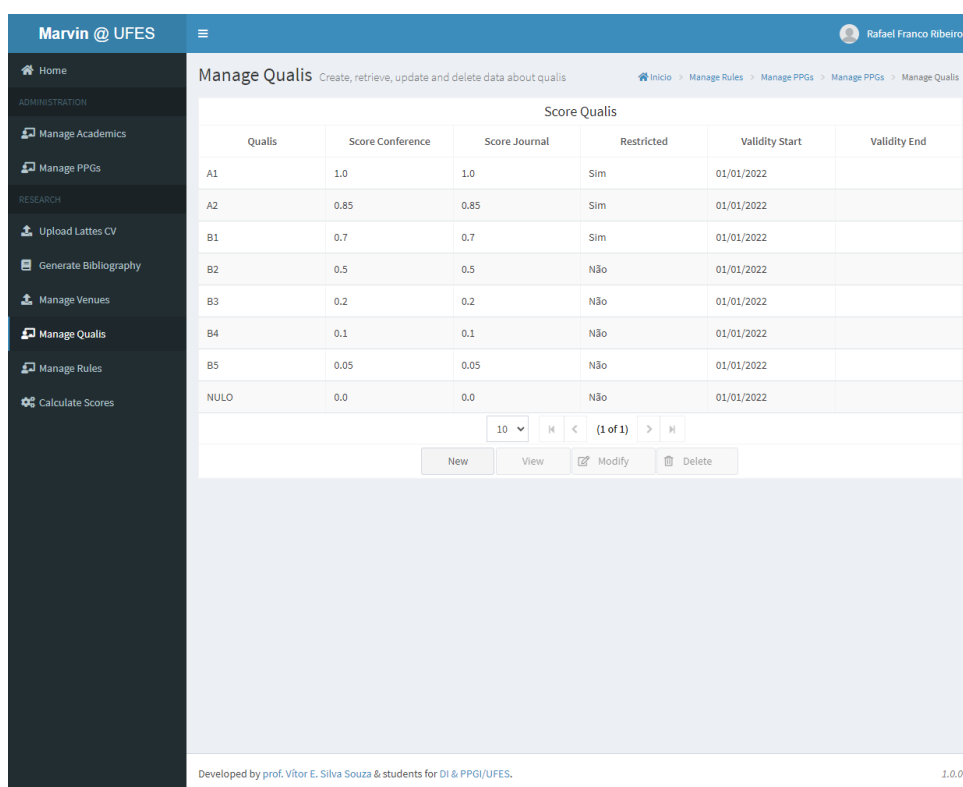 Marvin @ UFES
Rafael Franco Ribeiro
Home
ADMINISTRATION
Manage Academics
Manage PPGs
RESEARCH
Upload Lattes CV
Generate Bibliography
Manage Venues
Manage Qualis
Manage Rules
Calculate Scores
Manage Qualis Create, retrieve, update and delete data about qualis
Inicio > Manage Rules > Manage PPGs > Manage PPGs > Manage Qualis
Score Qualis
Qualis Score Conference Score Journal Restricted Validity Start Validity End
A1 1.0 1.0 Sim 01/01/2022
A2 0.85 0.85 Sim 01/01/2022
B1 0.7 0.7 Sim 01/01/2022
B2 0.5 0.5 Não 01/01/2022
B3 0.2 0.2 Não 01/01/2022
B4 0.1 0.1 Não 01/01/2022
B5 0.05 0.05 Não 01/01/2022
NULO 0.0 0.0 Não 01/01/2022
10 (1 of 1)
New View Modify Delete
Developed by prof. Vítor E. Silva Souza & students for DI & PPGI/UFES. 1.0.0